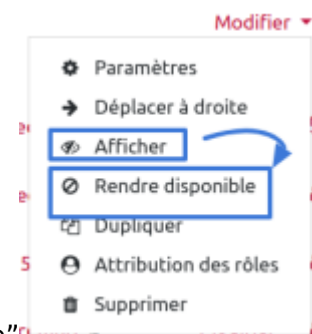 Modifier
Paramètres
Déplacer à droite
Afficher
Rendre disponible
Dupliquer
Attribution des rôles
Supprimer